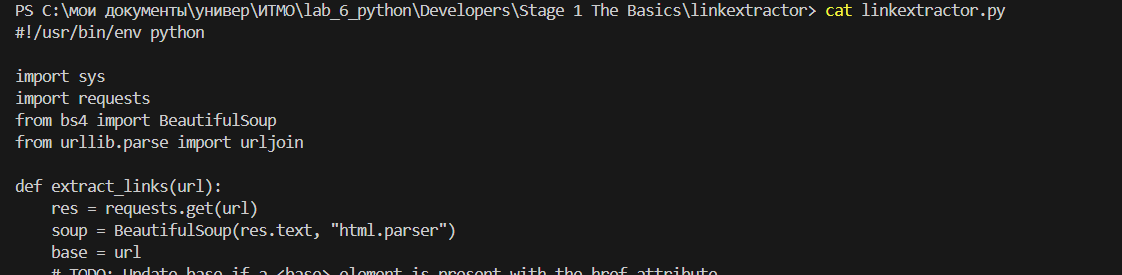 PS C:\мои документы\универ\ИТМО\lab_6_python\Developers\Stage 1 The Basics\linkextractor> cat linkextractor.py
#!/usr/bin/env python
import sys
import requests
from bs4 import BeautifulSoup
from urllib.parse import urljoin
def extract_links(url):
    res = requests.get(url)
    soup = BeautifulSoup(res.text, "html.parser")
    base = url
    # TODO: Update base if a <base> element is present with the href attribute